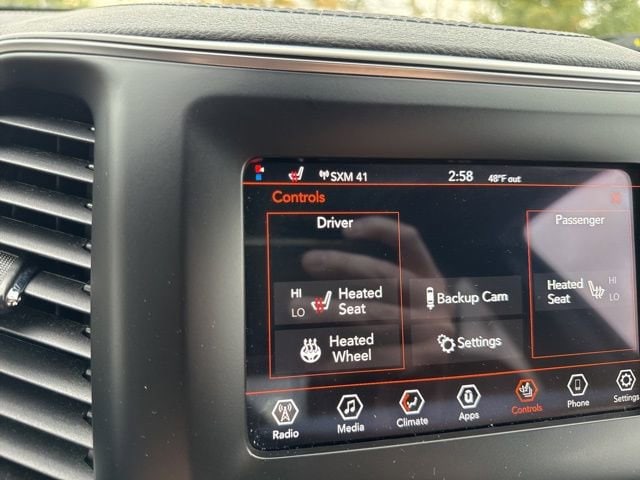 SXM 41 2:58 48°F out
Controls
Driver
HI
LO
Heated
Seat
Heated
Wheel
Backup Cam
Settings
Passenger
Heated
Seat
HI
LO
Radio Media Climate Apps Controls Phone Settings